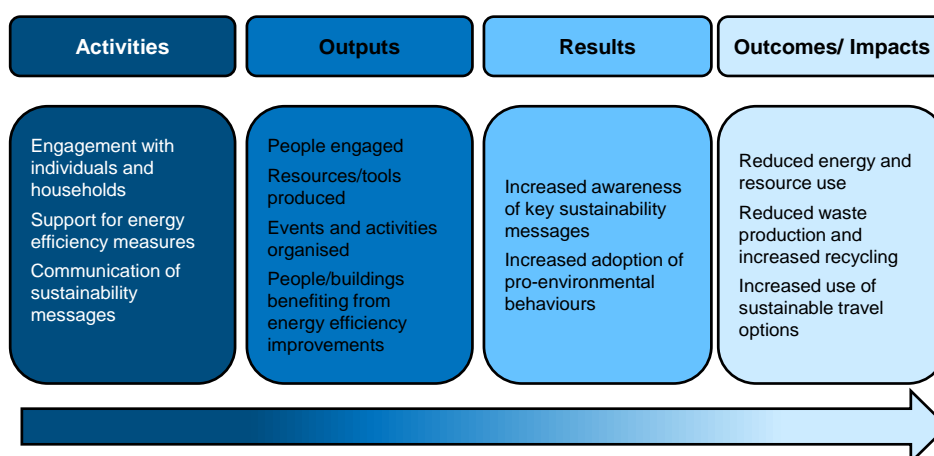 Activities
Outputs
Results
Outcomes/ Impacts
Engagement with
individuals and
households
Support for energy
efficiency measures
Communication of
sustainability
messages
People engaged
Resources/tools
produced
Events and activities
organised
People/buildings
benefiting from
energy efficiency
improvements
Increased awareness
of key sustainability
messages
Increased adoption of
pro-environmental
behaviours
Reduced energy and
resource use
Reduced waste
production and
increased recycling
Increased use of
sustainable travel
options